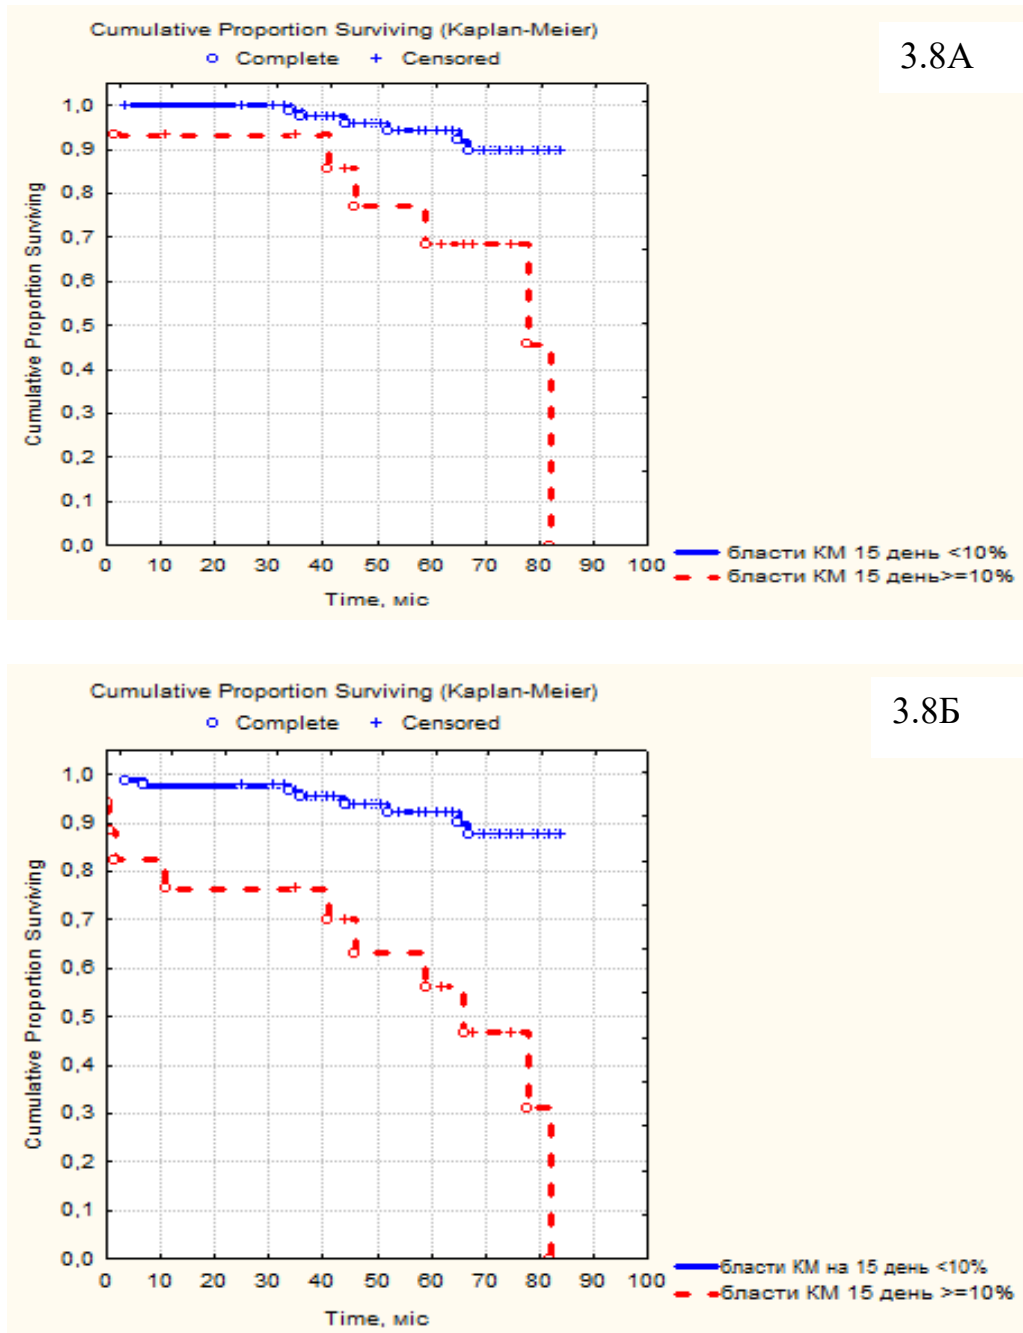 Cumulative Proportion Surviving (Kaplan-Meier)
Complete + Censored
3.8А
Cumulative Proportion Surviving
1,0
0,9
0,8
0,7
0,6
0,5
0,4
0,3
0,2
0,1
0,0
0 10 20 30 40 50 60 70 80 90 100
Time, міс
бласти КМ 15 день <10%
бласти КМ 15 день>=10%
Cumulative Proportion Surviving (Kaplan-Meier)
Complete + Censored
3.8Б
Cumulative Proportion Surviving
1,0
0,9
0,8
0,7
0,6
0,5
0,4
0,3
0,2
0,1
0,0
0 10 20 30 40 50 60 70 80 90 100
Time, міс
бласти КМ на 15 день <10%
бласти КМ 15 день >=10%